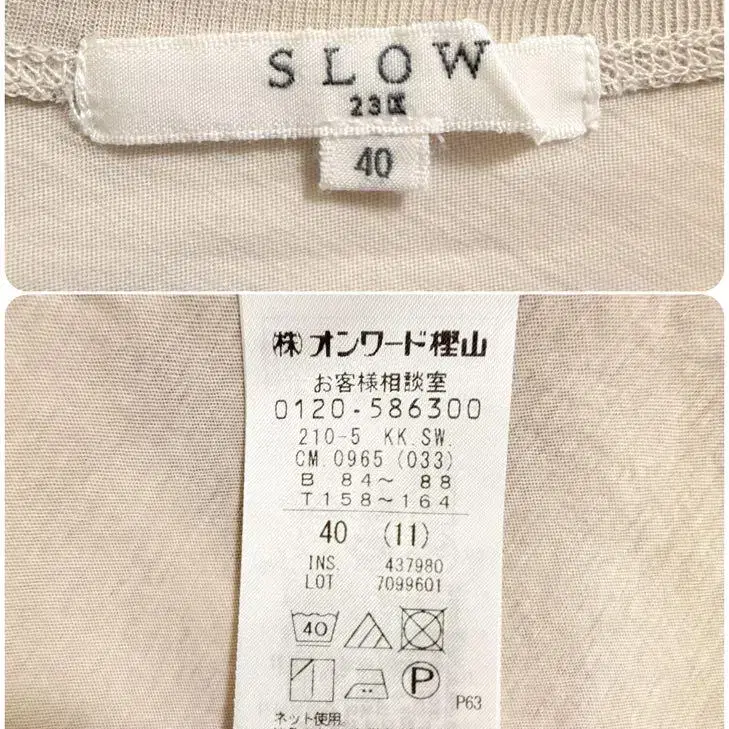 SLOW
23区
40
(株)オンワード樫山
お客様相談室
0120-586300
210-5 KK.SW.
CM.0965 (033)
B 84～ 88
T158～164
40 (11)
INS. 437980
LOT 7099601
40
P
P63
ネット使用。